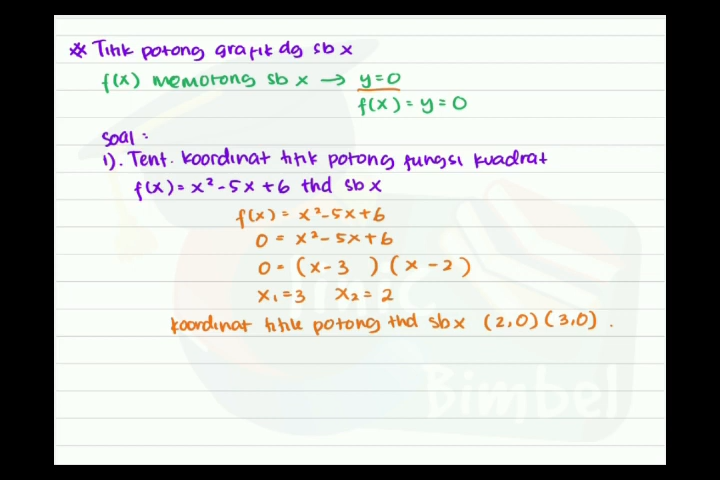 * Titik potong grafik dg sb x
f(x) memotong sb x → y=0
f(x) = y = 0
Soal :
1). Tent. koordinat titik potong fungsi kuadrat
f(x) = x² - 5x + 6 thd sb x
f(x) = x² - 5x + 6
0 = x² - 5x + 6
0 = (x - 3 ) ( x - 2 )
x₁ = 3 x₂ = 2
koordinat titik potong thd sb x (2,0) (3,0) .
Bimbel